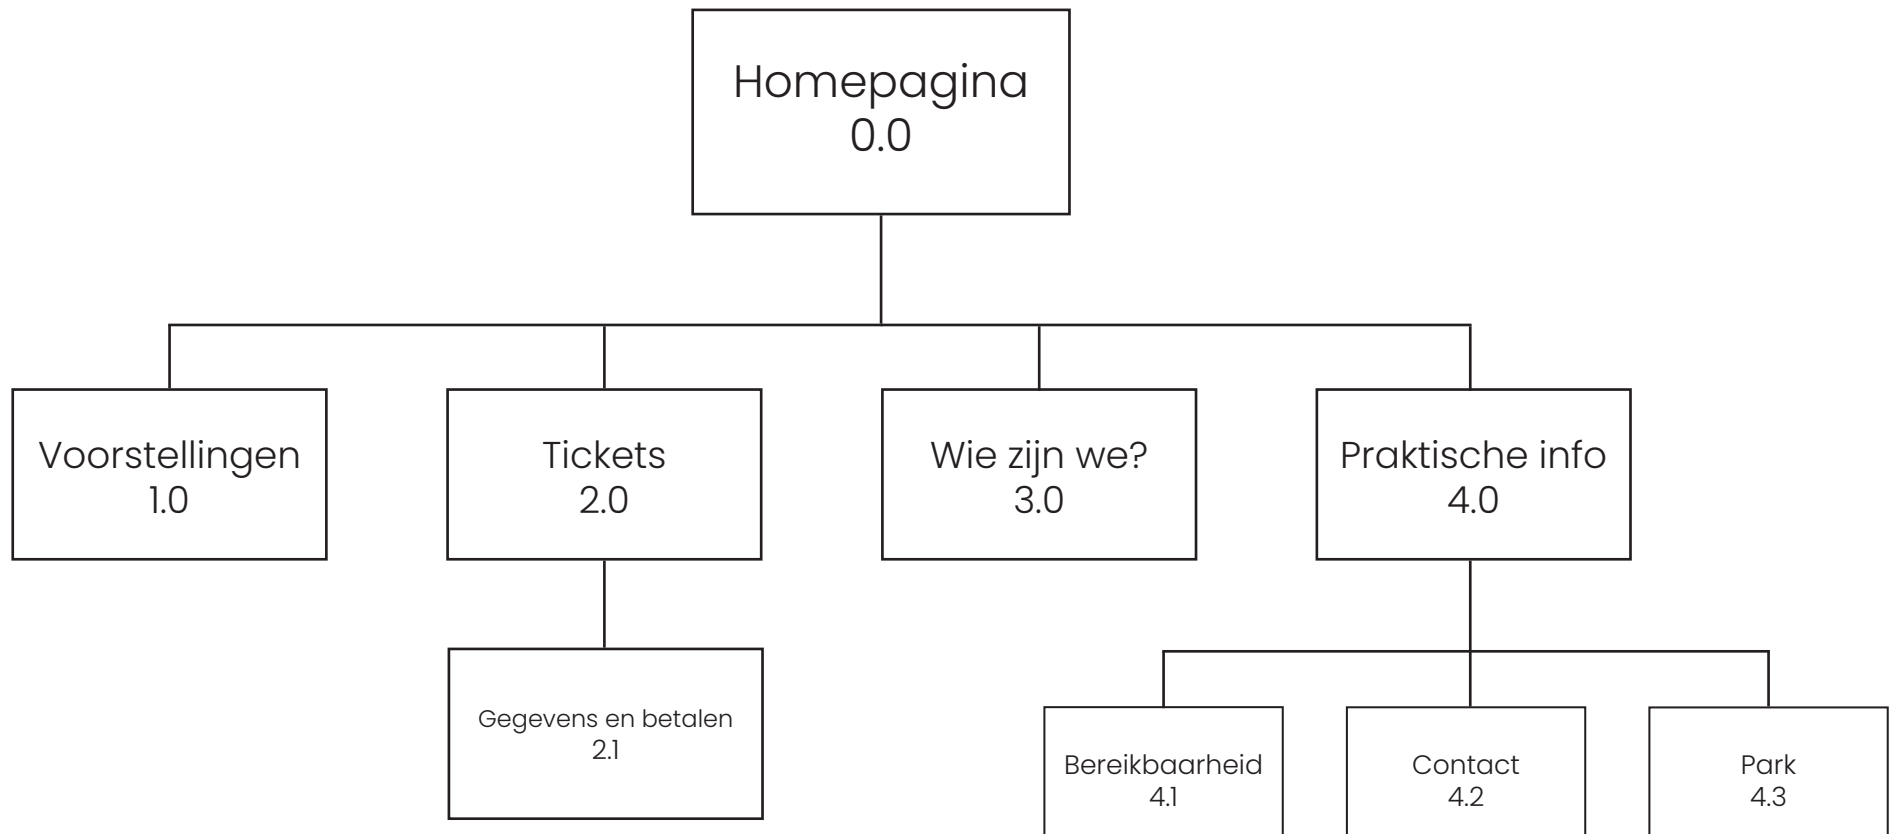 Homepagina
0.0
Voorstellingen
1.0
Tickets
2.0
Wie zijn we?
3.0
Praktische info
4.0
Gegevens en betalen
2.1
Bereikbaarheid
4.1
Contact
4.2
Park
4.3